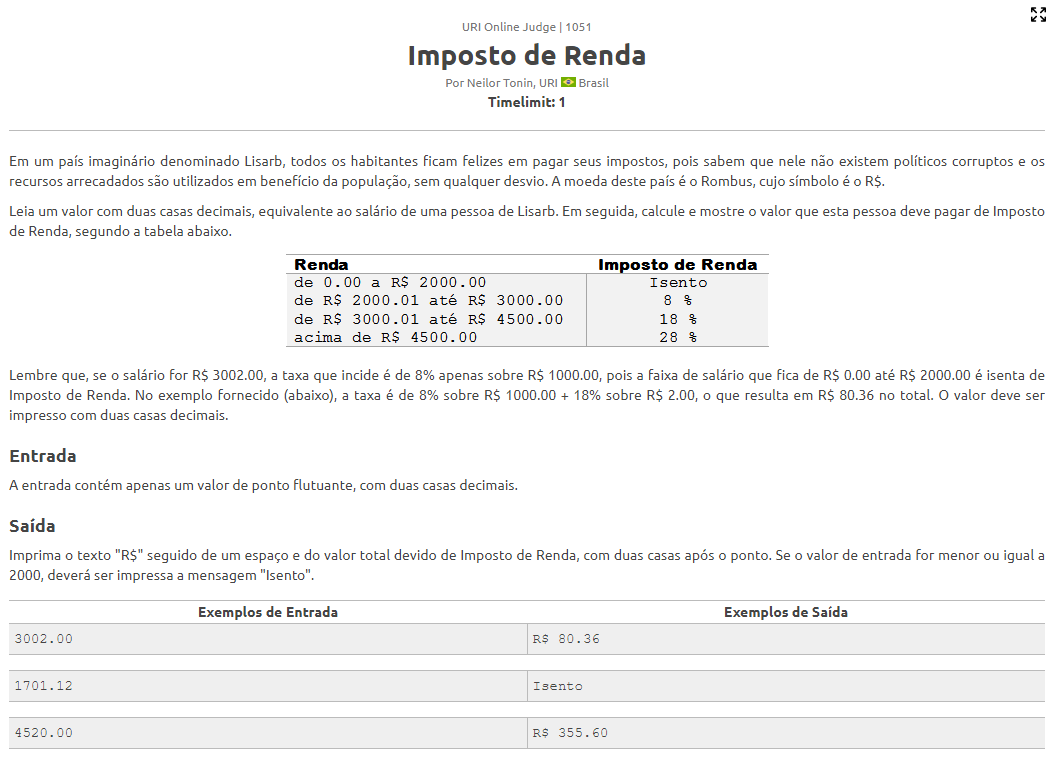 URI Online Judge | 1051
Imposto de Renda
Por Neilor Tonin, URI Brasil
Timelimit: 1
Em um país imaginário denominado Lisarb, todos os habitantes ficam felizes em pagar seus impostos, pois sabem que nele não existem políticos corruptos e os
recursos arrecadados são utilizados em benefício da população, sem qualquer desvio. A moeda deste país é o Rombus, cujo símbolo é o R$.
Leia um valor com duas casas decimais, equivalente ao salário de uma pessoa de Lisarb. Em seguida, calcule e mostre o valor que esta pessoa deve pagar de Imposto
de Renda, segundo a tabela abaixo.
Renda Imposto de Renda
de 0.00 a R$ 2000.00 Isento
de R$ 2000.01 até R$ 3000.00 8 %
de R$ 3000.01 até R$ 4500.00 18 %
acima de R$ 4500.00 28 %
Lembre que, se o salário for R$ 3002.00, a taxa que incide é de 8% apenas sobre R$ 1000.00, pois a faixa de salário que fica de R$ 0.00 até R$ 2000.00 é isenta de
Imposto de Renda. No exemplo fornecido (abaixo), a taxa é de 8% sobre R$ 1000.00 + 18% sobre R$ 2.00, o que resulta em R$ 80.36 no total. O valor deve ser
impresso com duas casas decimais.
Entrada
A entrada contém apenas um valor de ponto flutuante, com duas casas decimais.
Saída
Imprima o texto "R$" seguido de um espaço e do valor total devido de Imposto de Renda, com duas casas após o ponto. Se o valor de entrada for menor ou igual a
2000, deverá ser impressa a mensagem "Isento".
Exemplos de Entrada Exemplos de Saída
3002.00 R$ 80.36
1701.12 Isento
4520.00 R$ 355.60